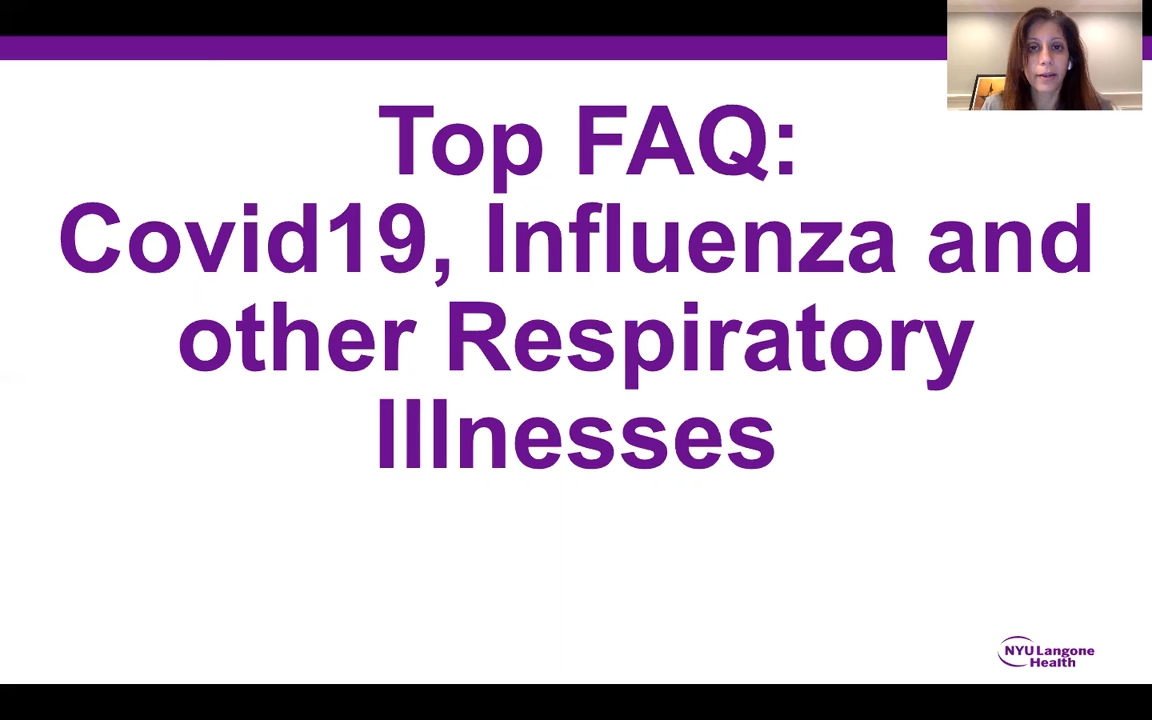 Top FAQ:
Covid19, Influenza and
other Respiratory
Illnesses
NYU Langone
Health